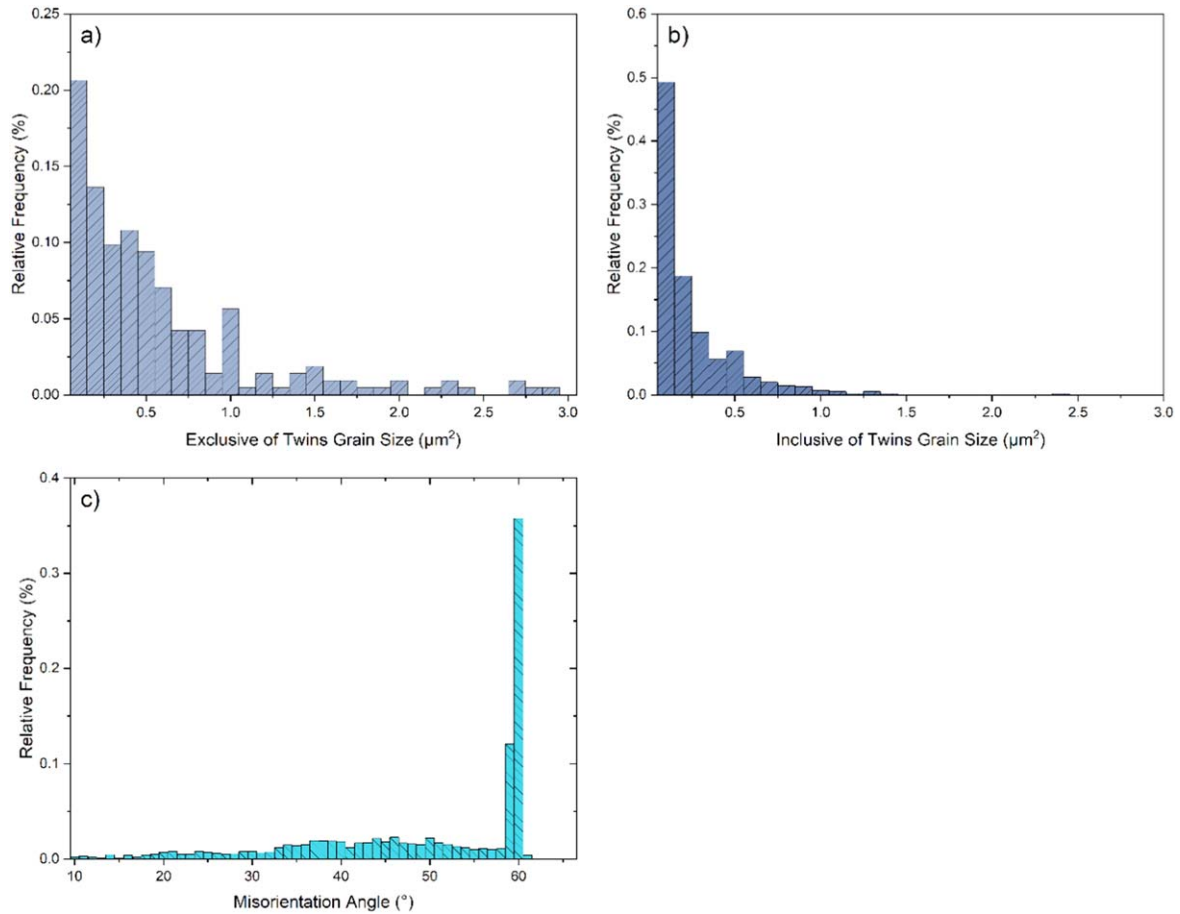 a)
0.25
0.20
0.15
0.10
0.05
0.00
Relative Frequency (%)
0.5 1.0 1.5 2.0 2.5 3.0
Exclusive of Twins Grain Size (µm²)
b)
0.6
0.5
0.4
0.3
0.2
0.1
0.0
Relative Frequency (%)
0.5 1.0 1.5 2.0 2.5 3.0
Inclusive of Twins Grain Size (µm²)
c)
0.4
0.3
0.2
0.1
0.0
Relative Frequency (%)
10 20 30 40 50 60
Misorientation Angle (°)